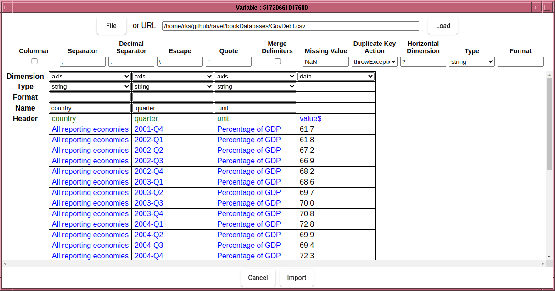 File or URL Load
Columnar Separator Decimal Separator Escape Quote Merge Delimiters Missing Value Duplicate Key Action Horizontal Dimension Type Format
NaN throwException string
Dimension axis axis axis data
Type string string string
Format
Name country quarter unit
Header country quarter unit value$
All reporting economies 2001-Q4 Percentage of GDP 61.7
All reporting economies 2002-Q1 Percentage of GDP 61.8
All reporting economies 2002-Q2 Percentage of GDP 67.2
All reporting economies 2002-Q3 Percentage of GDP 66.9
All reporting economies 2002-Q4 Percentage of GDP 68.2
All reporting economies 2003-Q1 Percentage of GDP 68.6
All reporting economies 2003-Q2 Percentage of GDP 69.7
All reporting economies 2003-Q3 Percentage of GDP 70.0
All reporting economies 2003-Q4 Percentage of GDP 70.8
All reporting economies 2004-Q1 Percentage of GDP 72.8
All reporting economies 2004-Q2 Percentage of GDP 69.9
All reporting economies 2004-Q3 Percentage of GDP 69.4
All reporting economies 2004-Q4 Percentage of GDP 72.3
Cancel Import